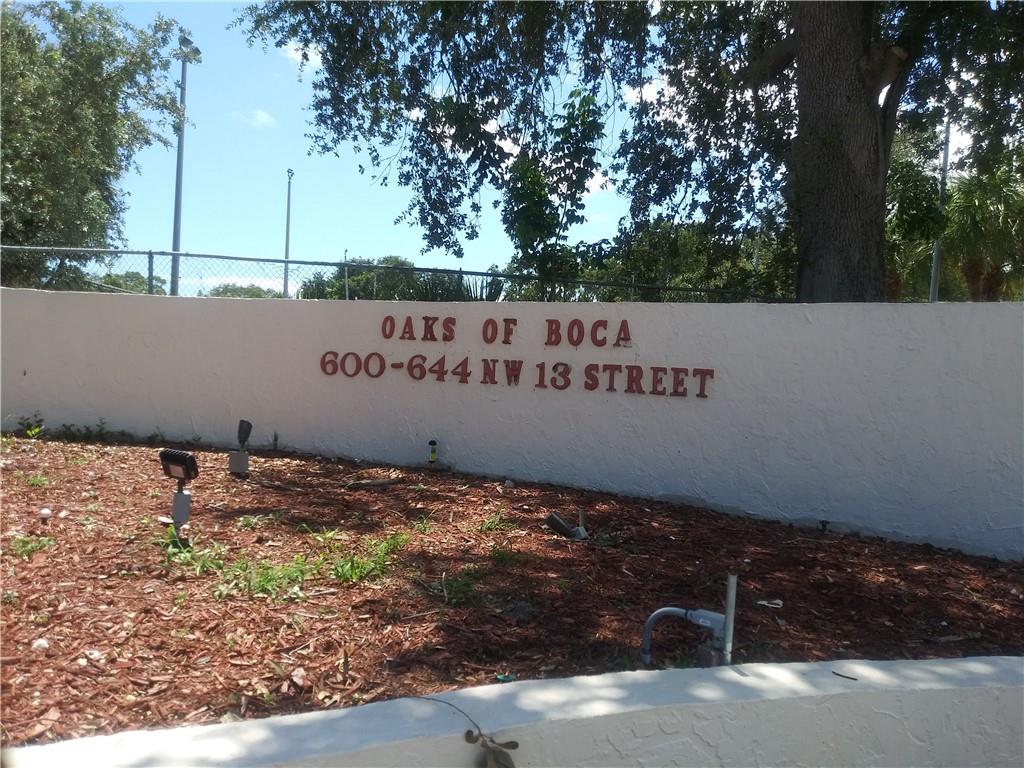 OAKS OF BOCA
600-644 NW 13 STREET